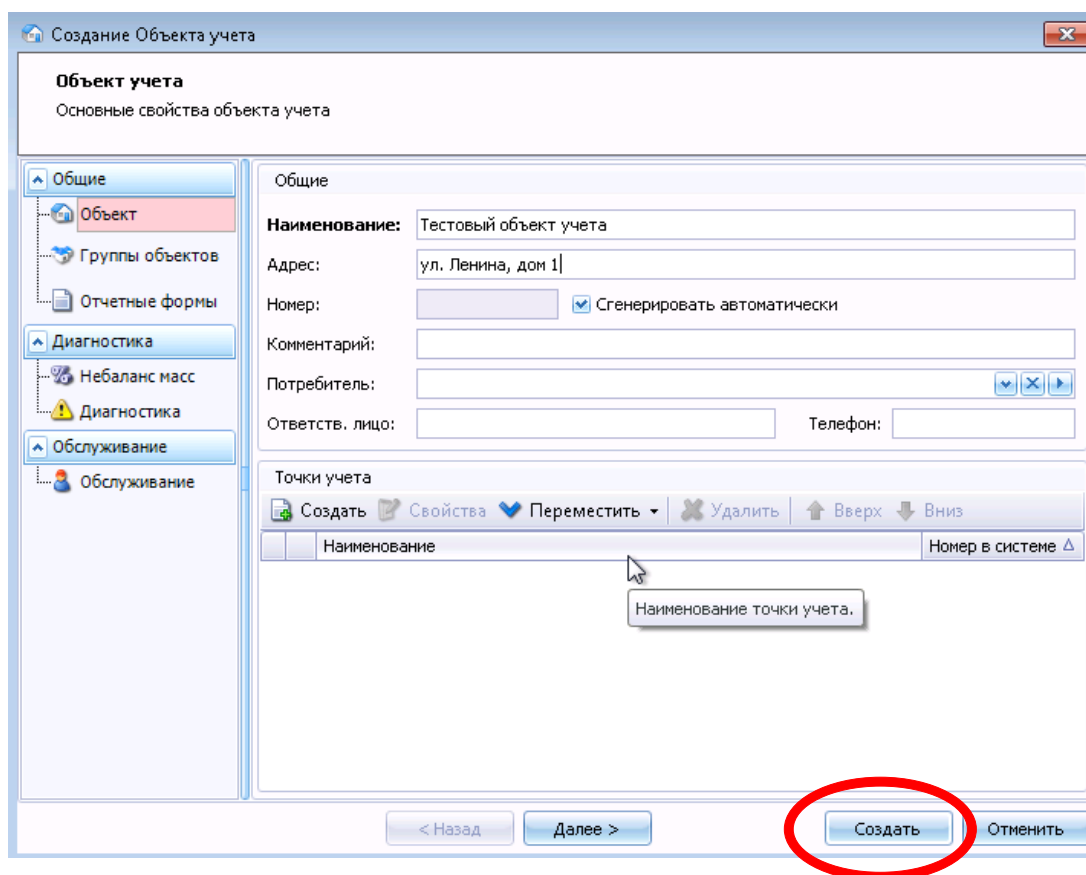 Создание Объекта учета
Объект учета
Основные свойства объекта учета
Общие
Объект
Группы объектов
Отчетные формы
Диагностика
Небаланс масс
Диагностика
Обслуживание
Обслуживание
Общие
Наименование: Тестовый объект учета
Адрес: ул. Ленина, дом 1
Номер: Сгенерировать автоматически
Комментарий:
Потребитель:
Ответств. лицо: Телефон:
Точки учета
Создать Свойства Переместить Удалить Вверх Вниз
Наименование Номер в системе
Наименование точки учета.
< Назад Далее > Создать Отменить